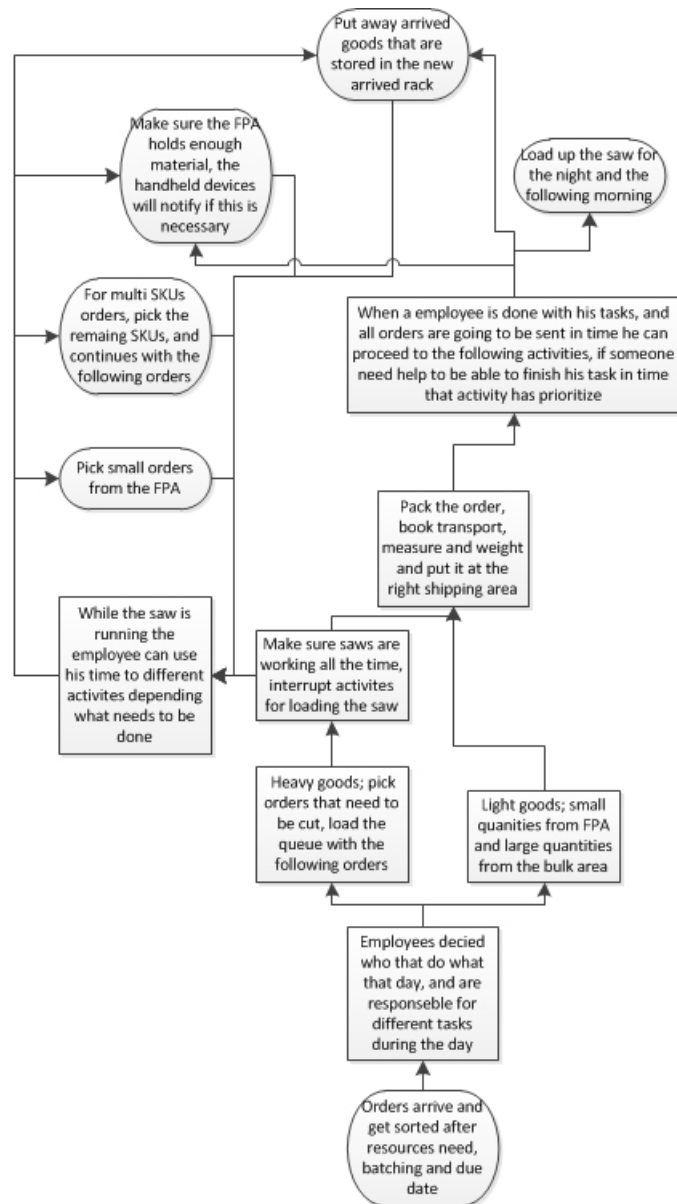 Put away arrived
goods that are
stored in the new
arrived rack
Make sure the FPA
holds enough
material, the
handheld devices
will notify if this is
necessary
Load up the saw for
the night and the
following morning
For multi SKUs
orders, pick the
remaing SKUs, and
continues with the
following orders
When a employee is done with his tasks, and
all orders are going to be sent in time he can
proceed to the following activities, if someone
need help to be able to finish his task in time
that activity has prioritize
Pick small orders
from the FPA
Pack the order,
book transport,
measure and weight
and put it at the
right shipping area
While the saw is
running the
employee can use
his time to different
activites depending
what needs to be
done
Make sure saws are
working all the time,
interrupt activites
for loading the saw
Heavy goods; pick
orders that need to
be cut, load the
queue with the
following orders
Light goods; small
quanities from FPA
and large quantities
from the bulk area
Employees decied
who that do what
that day, and are
responseble for
different tasks
during the day
Orders arrive and
get sorted after
resources need,
batching and due
date